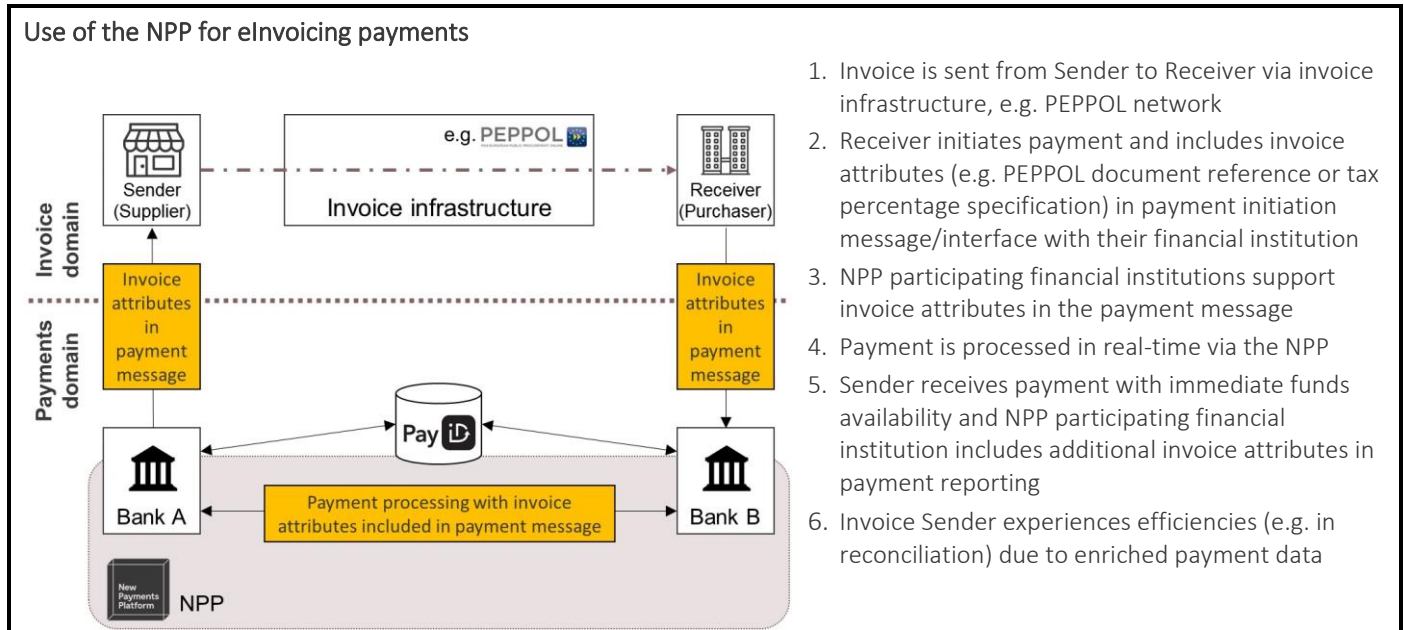 Use of the NPP for eInvoicing payments
e.g. PEPPOL
Sender
(Supplier)
Invoice infrastructure
Receiver
(Purchaser)
Invoice
domain
Payments
domain
Invoice
attributes
in
payment
message
Invoice
attributes
in
payment
message
Pay iD
Bank A
Payment processing with invoice
attributes included in payment message
Bank B
New
Payments
Platform
NPP
1. Invoice is sent from Sender to Receiver via invoice
infrastructure, e.g. PEPPOL network
2. Receiver initiates payment and includes invoice
attributes (e.g. PEPPOL document reference or tax
percentage specification) in payment initiation
message/interface with their financial institution
3. NPP participating financial institutions support
invoice attributes in the payment message
4. Payment is processed in real-time via the NPP
5. Sender receives payment with immediate funds
availability and NPP participating financial
institution includes additional invoice attributes in
payment reporting
6. Invoice Sender experiences efficiencies (e.g. in
reconciliation) due to enriched payment data